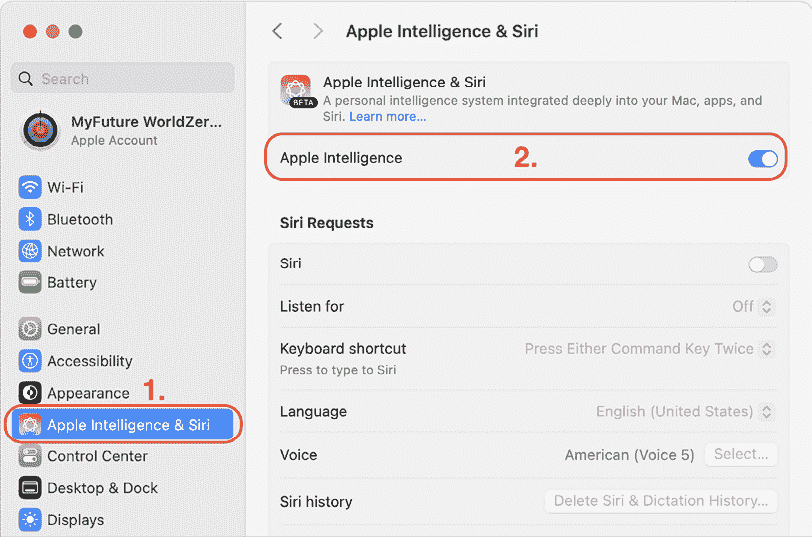 Apple Intelligence & Siri
Search
MyFuture WorldZer...
Apple Account
Wi-Fi
Bluetooth
Network
Battery
General
Accessibility
Appearance
1.
Apple Intelligence & Siri
Control Center
Desktop & Dock
Displays
Apple Intelligence & Siri
BETA
A personal intelligence system integrated deeply into your Mac, apps, and
Siri. Learn more...
Apple Intelligence 2.
Siri Requests
Siri
Listen for Off
Keyboard shortcut Press Either Command Key Twice
Press to type to Siri
Language English (United States)
Voice American (Voice 5) Select...
Siri history Delete Siri & Dictation History...